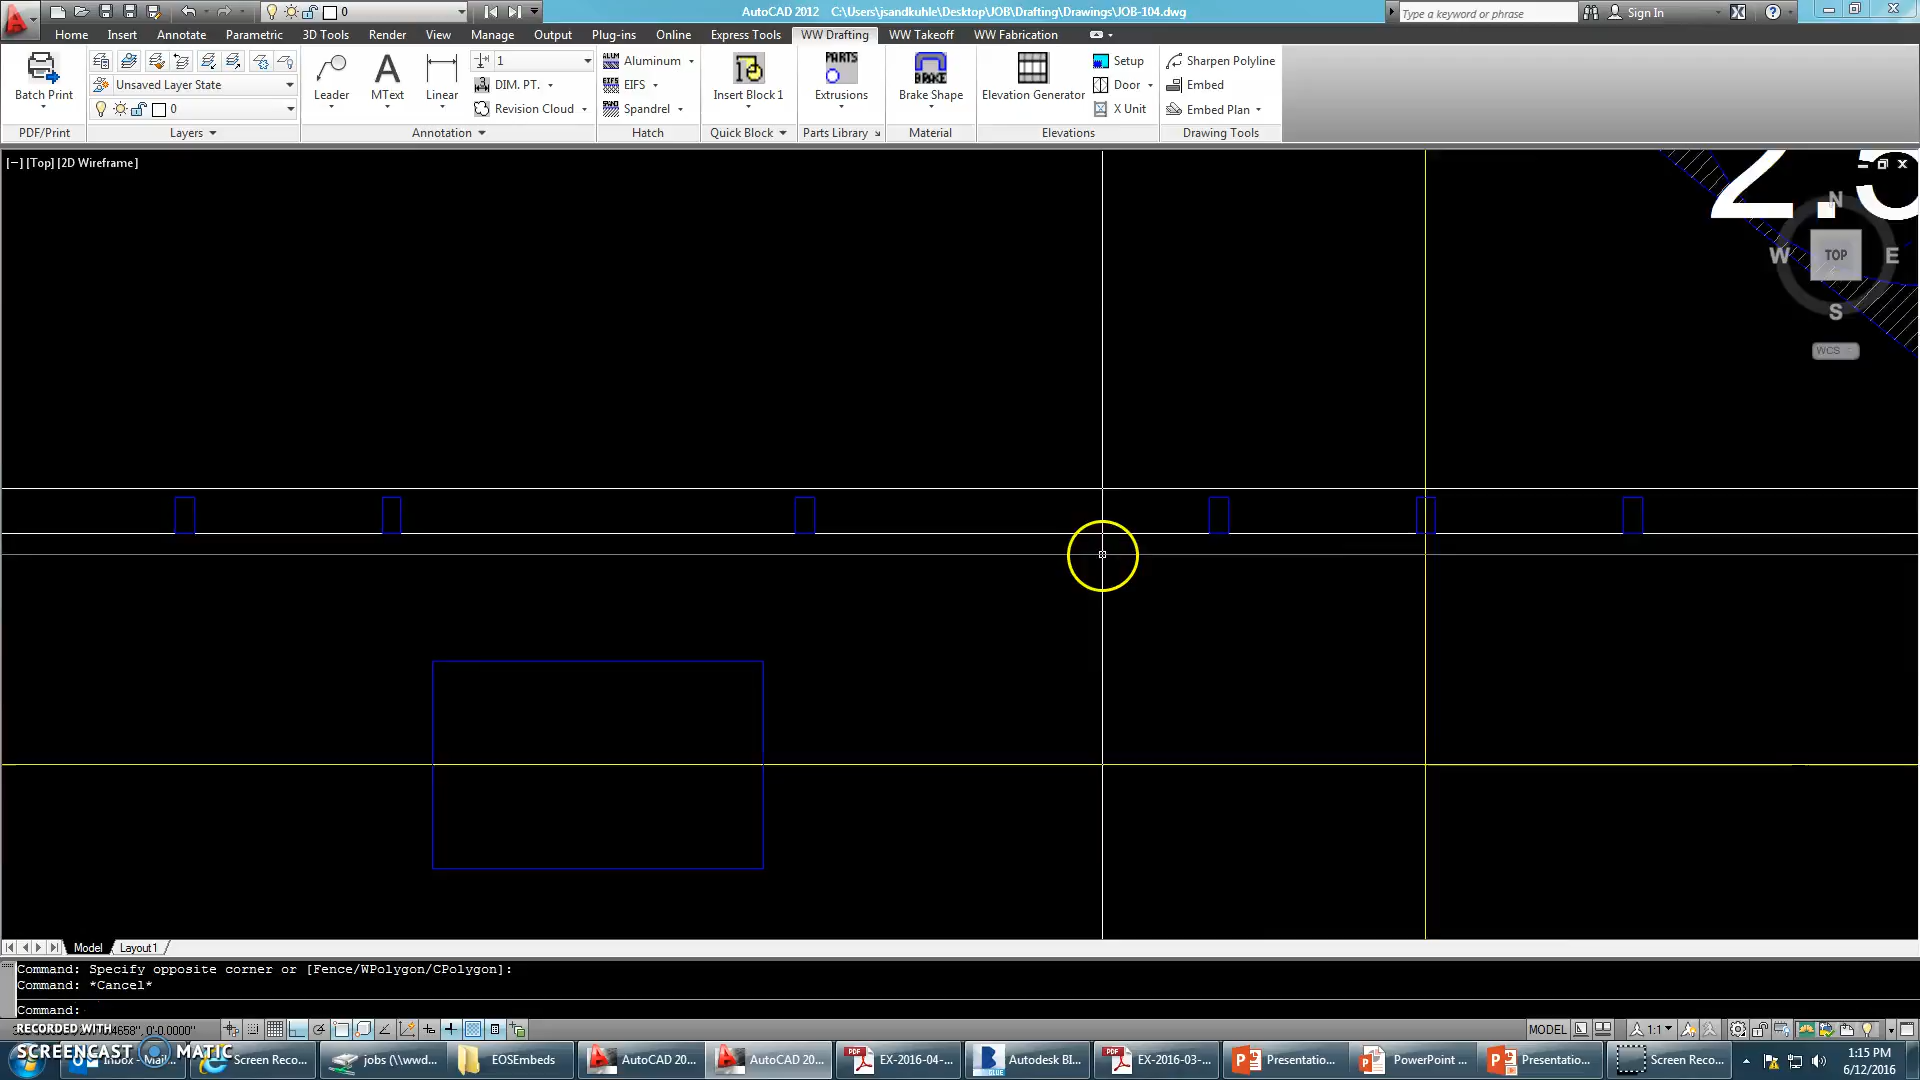 0
AutoCAD 2012 C:\Users\jsandkuhle\Desktop\JOB\Drafting\Drawings\JOB-104.dwg
Type a keyword or phrase
Sign In
Home Insert Annotate Parametric 3D Tools Render View Manage Output Plug-ins Online Express Tools WW Drafting WW Takeoff WW Fabrication
Batch Print
Unsaved Layer State
0
Leader
MText
Linear
1
DIM. PT.
Revision Cloud
Aluminum
EIFS
Spandrel
Insert Block 1
PARTS
Extrusions
BRAKE
Brake Shape
Elevation Generator
Setup
Door
X Unit
Sharpen Polyline
Embed
Embed Plan
PDF/Print Layers Annotation Hatch Quick Block Parts Library Material Elevations Drawing Tools
[−] [Top] [2D Wireframe]
N
W TOP E
S
WCS
Model Layout1
Command: Specify opposite corner or [Fence/WPolygon/CPolygon]:
Command: *Cancel*
Command:
MODEL 1:1
RECORDED WITH
SCREENCAST MATIC
Inbox - Mail... Screen Reco... jobs (\\wwd... EOSEmbeds AutoCAD 20... AutoCAD 20... EX-2016-04-... Autodesk BI... EX-2016-03-... Presentatio... PowerPoint ... Presentatio... Screen Reco...
1:15 PM
6/12/2016